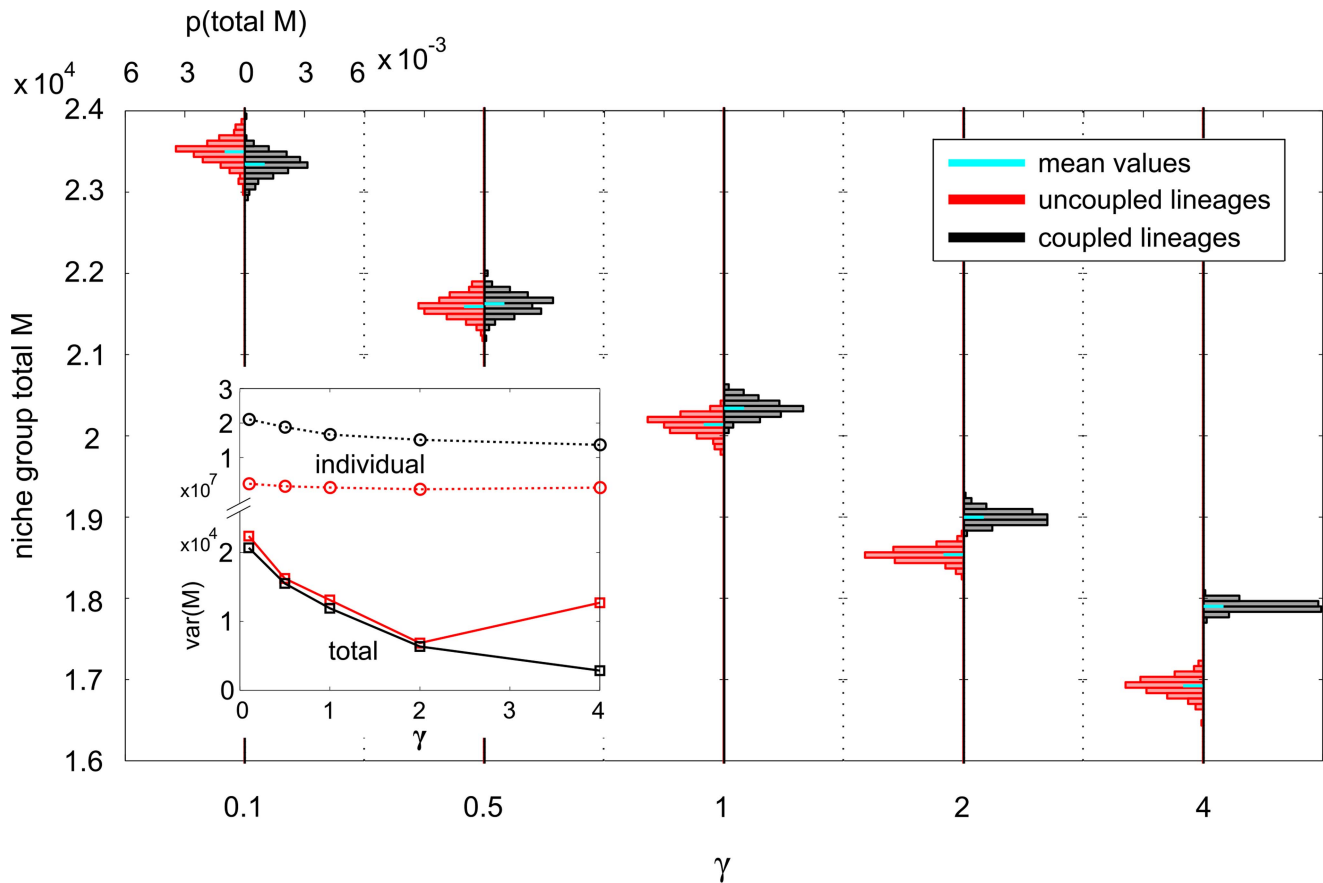 p(total M)
6 3 0 3 6 x10-3
x10^4
2.4
2.3
2.2
2.1
2
1.9
1.8
1.7
1.6
niche group total M
mean values
uncoupled lineages
coupled lineages
3
2
1
x10^7
individual
x10^4
2
1
0
var(M)
total
0 1 2 3 4
γ
0.1 0.5 1 2 4
γ